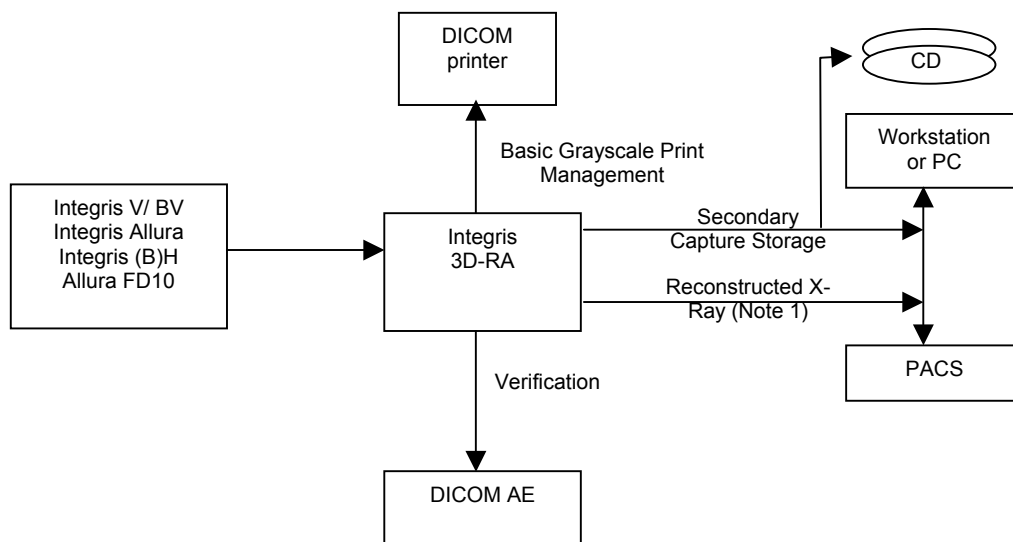 DICOM
printer
CD
Workstation
or PC
Basic Grayscale Print
Management
Integris V/ BV
Integris Allura
Integris (B)H
Allura FD10
Integris
3D-RA
Secondary
Capture Storage
Reconstructed X-
Ray (Note 1)
Verification
PACS
DICOM AE